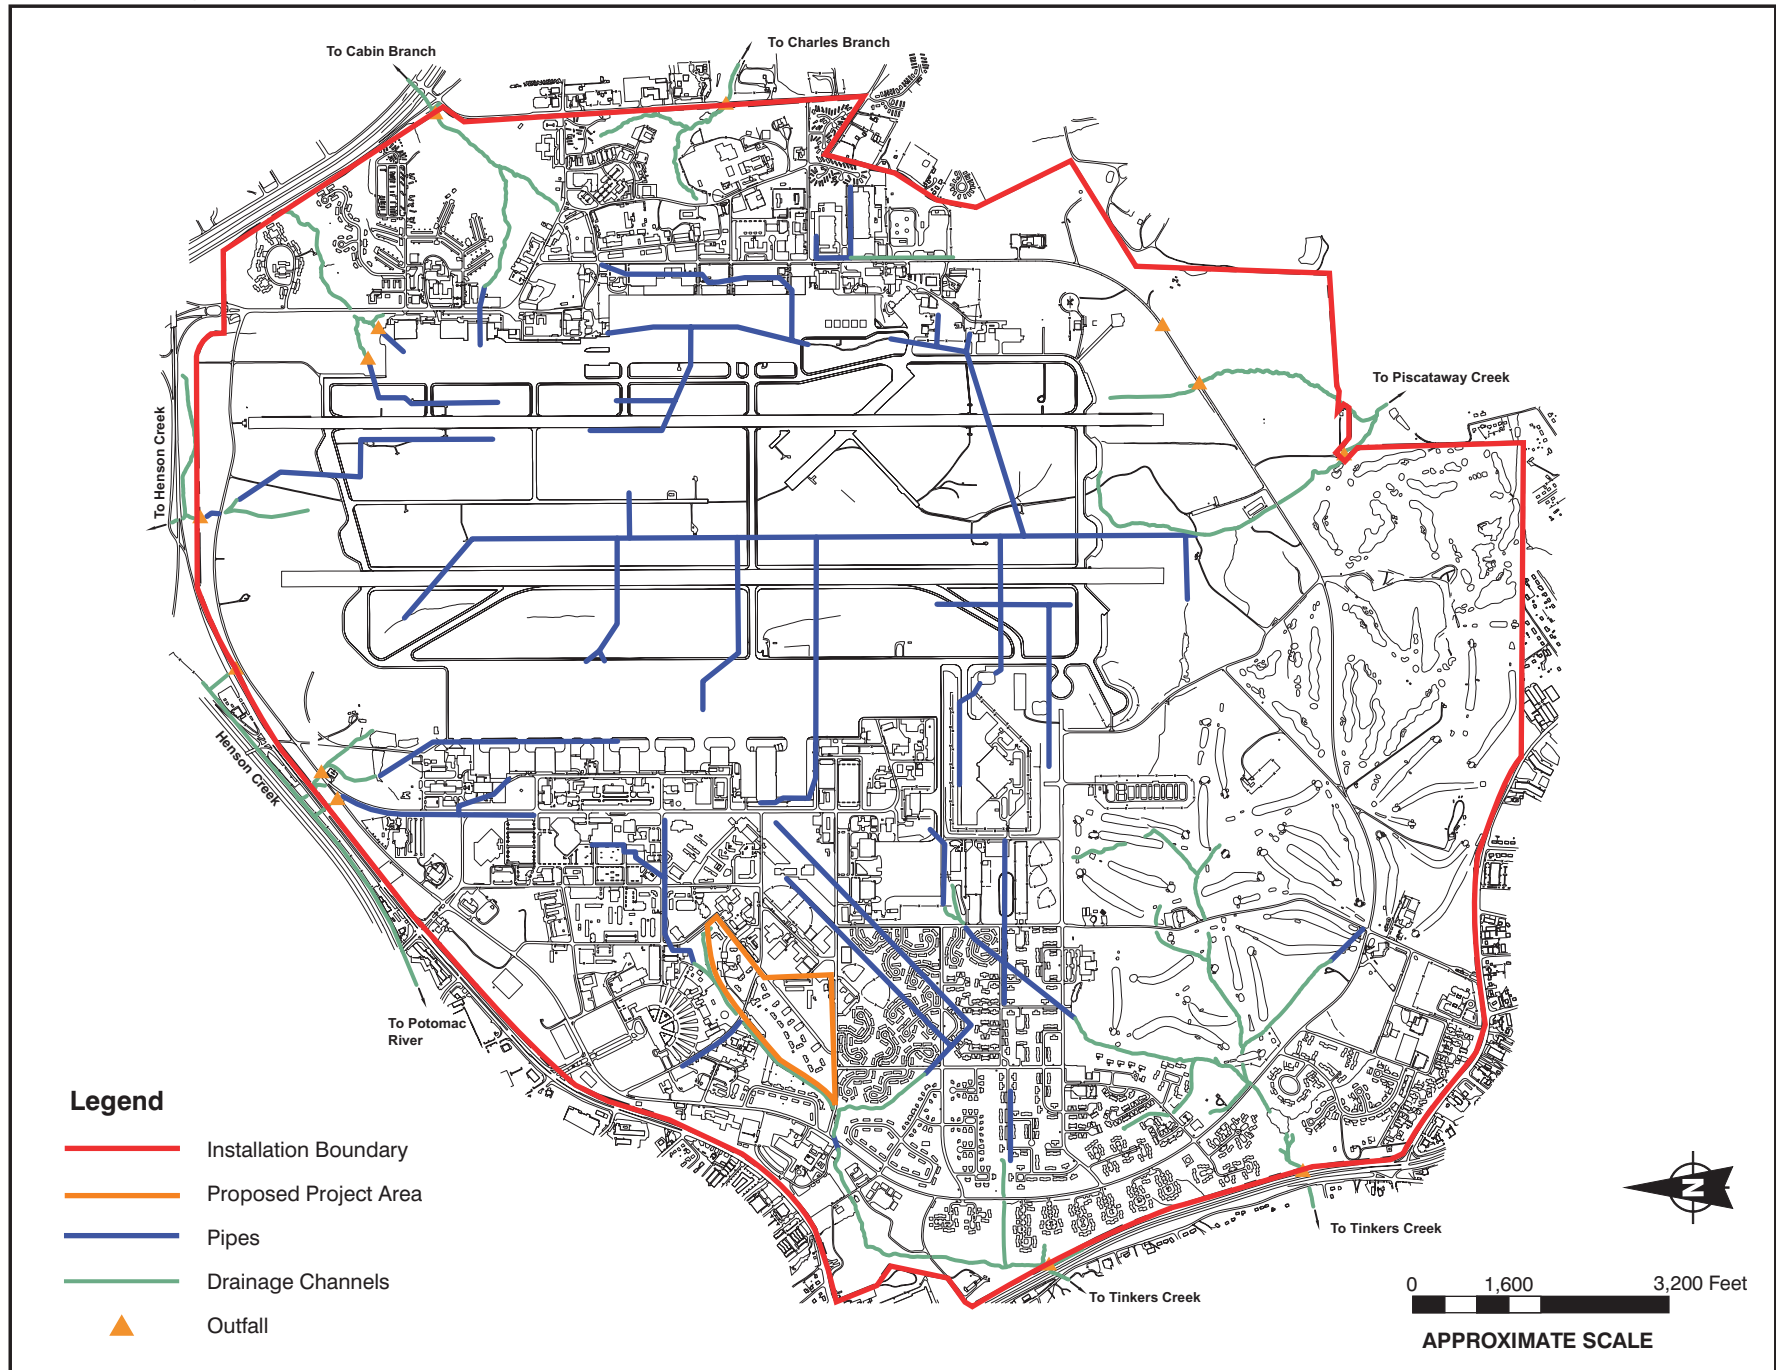 To Cabin Branch
To Charles Branch
To Piscataway Creek
To Henson Creek
Henson Creek
To Potomac
River
Legend
Installation Boundary
Proposed Project Area
Pipes
Drainage Channels
Outfall
N
To Tinkers Creek
To Tinkers Creek
0 1,600 3,200 Feet
APPROXIMATE SCALE